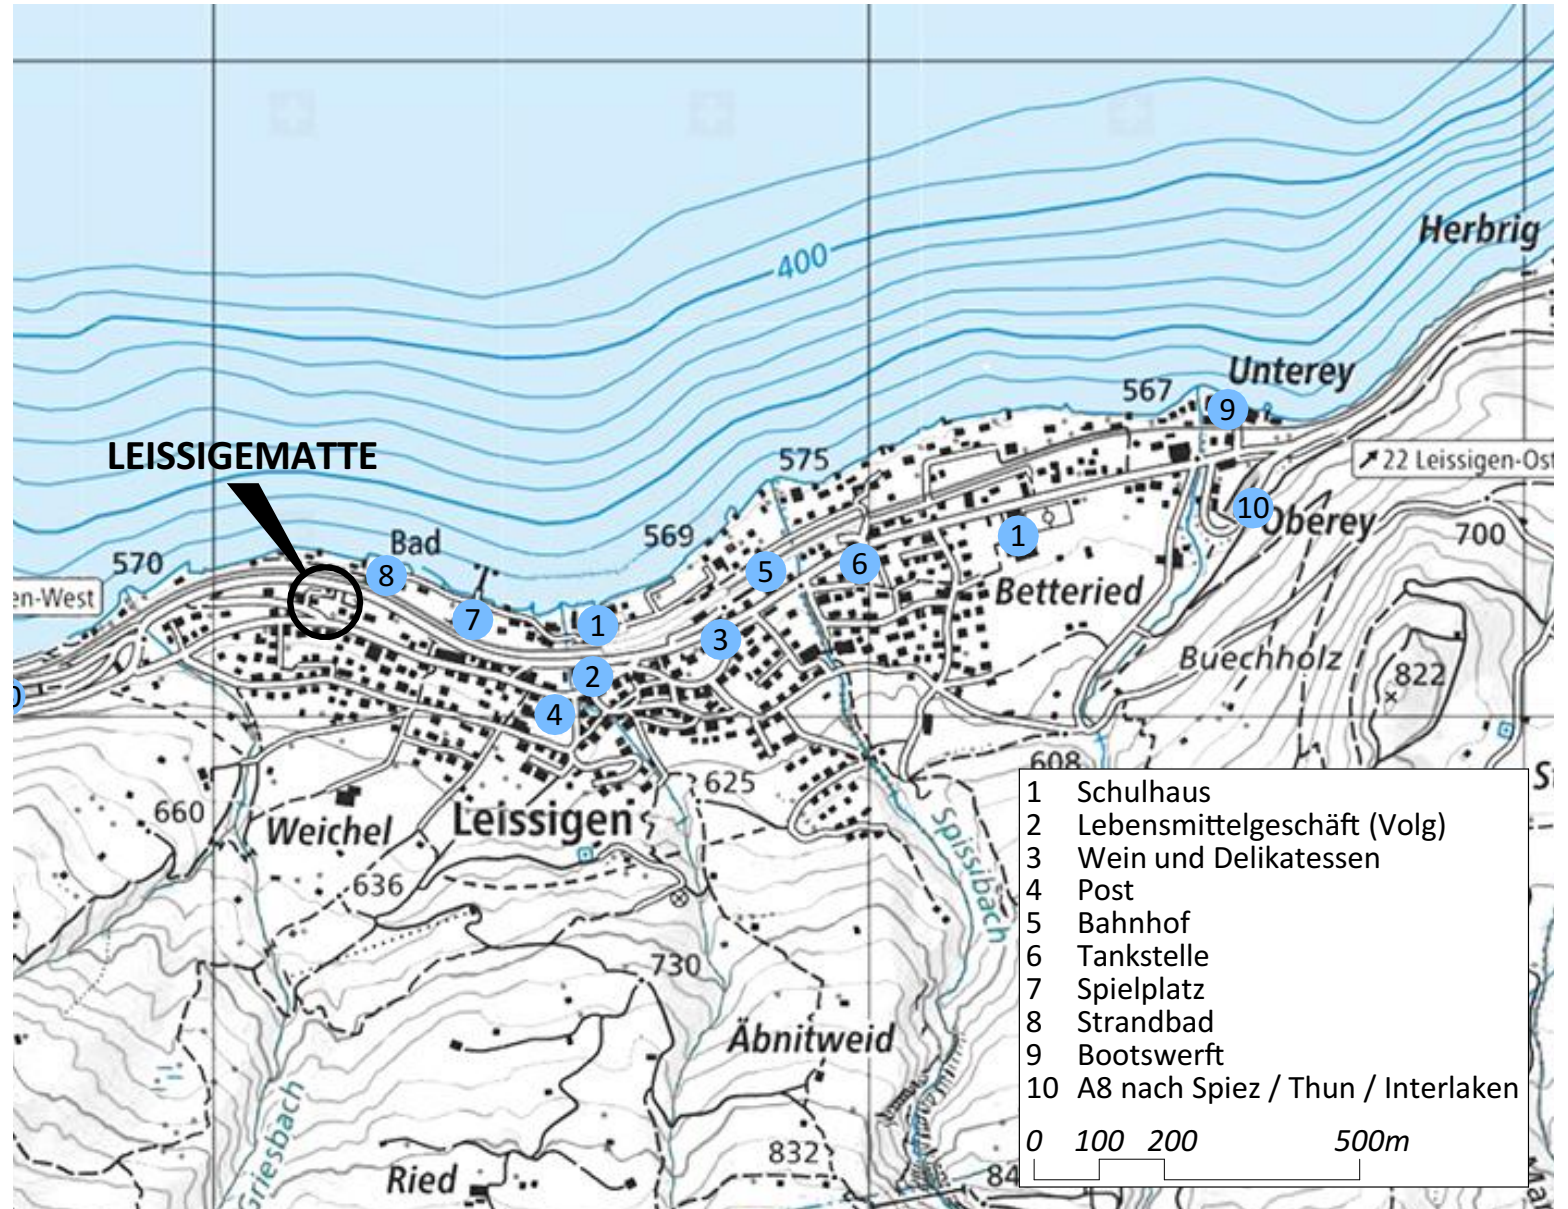 Herbrig
400
Unterey
567
9
LEISSIGEMATTE
575
22 Leissigen-Ost
10
Oberey
700
569
1
Bad
570
8
5
6
Betteried
en-West
7
1
3
Buechholz
822
2
4
608
625
660
Weichel
Leissigen
636
Spissibach
730
Äbnitweid
832
84
Griesbach
Ried
1 Schulhaus
2 Lebensmittelgeschäft (Volg)
3 Wein und Delikatessen
4 Post
5 Bahnhof
6 Tankstelle
7 Spielplatz
8 Strandbad
9 Bootswerft
10 A8 nach Spiez / Thun / Interlaken
0 100 200 500m